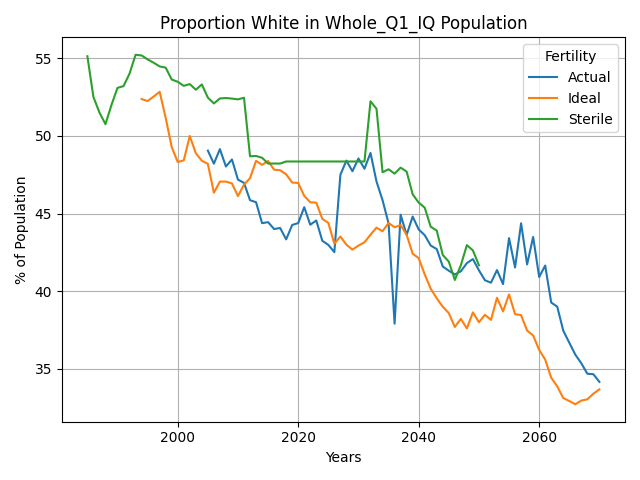 Proportion White in Whole_Q1_IQ Population
Fertility
Actual
Ideal
Sterile
% of Population
55
50
45
40
35
2000
2020
2040
2060
Years